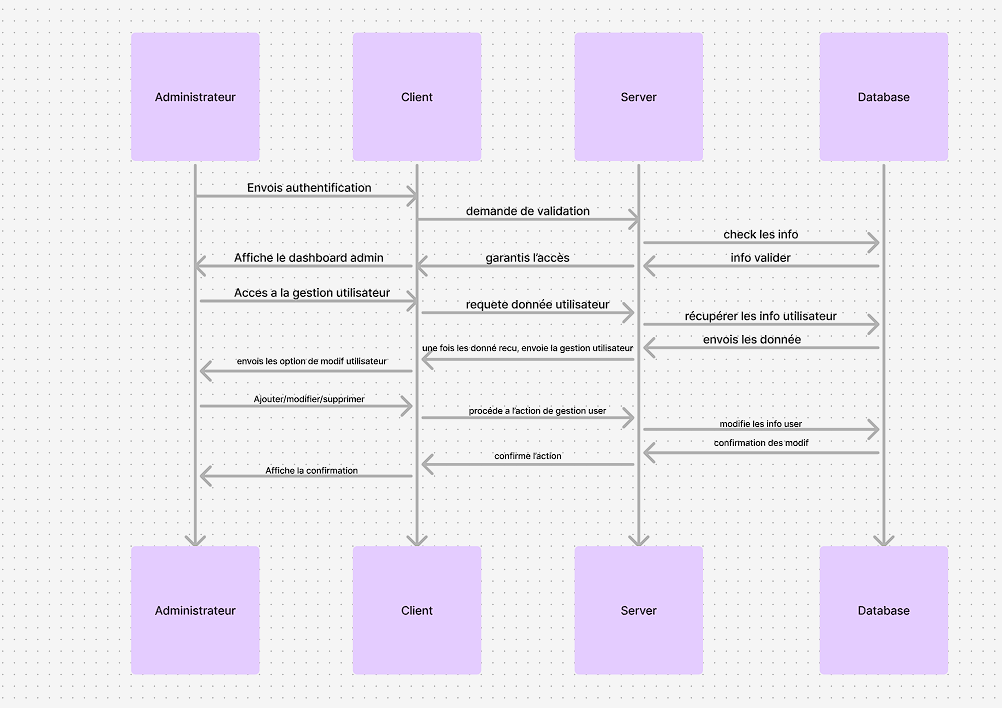 Administrateur
Client
Server
Database
Envois authentification
demande de validation
check les info
Affiche le dashboard admin
garantis l'accès
info valider
Acces a la gestion utilisateur
requete donnée utilisateur
récupérer les info utilisateur
envois les donnée
une fois les donné recu, envoie la gestion utilisateur
envois les option de modif utilisateur
Ajouter/modifier/supprimer
procéde a l'action de gestion user
modifie les info user
confirmation des modif
confirme l'action
Affiche la confirmation
Administrateur
Client
Server
Database